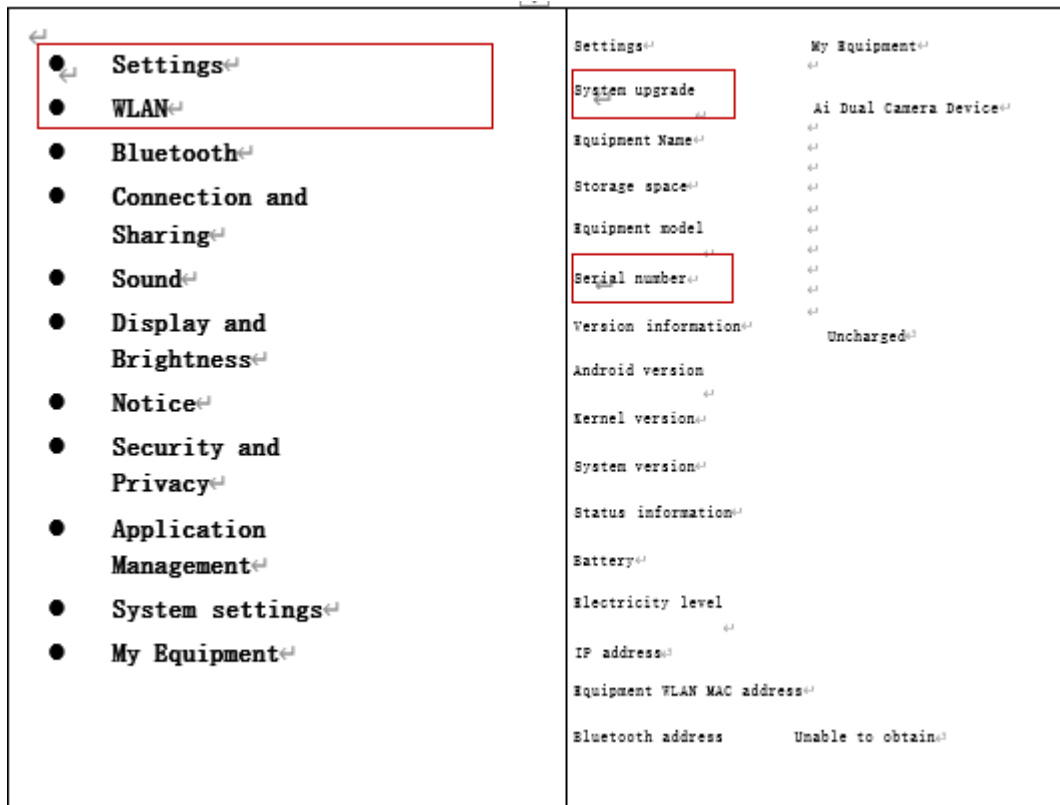 Settings
WLAN
Bluetooth
Connection and
Sharing
Sound
Display and
Brightness
Notice
Security and
Privacy
Application
Management
System settings
My Equipment
Settings My Equipment
System upgrade
Ai Dual Camera Device
Equipment Name
Storage space
Equipment model
Serial number
Version information
Uncharged
Android version
Kernel version
System version
Status information
Battery
Electricity level
IP address
Equipment WLAN MAC address
Bluetooth address Unable to obtain